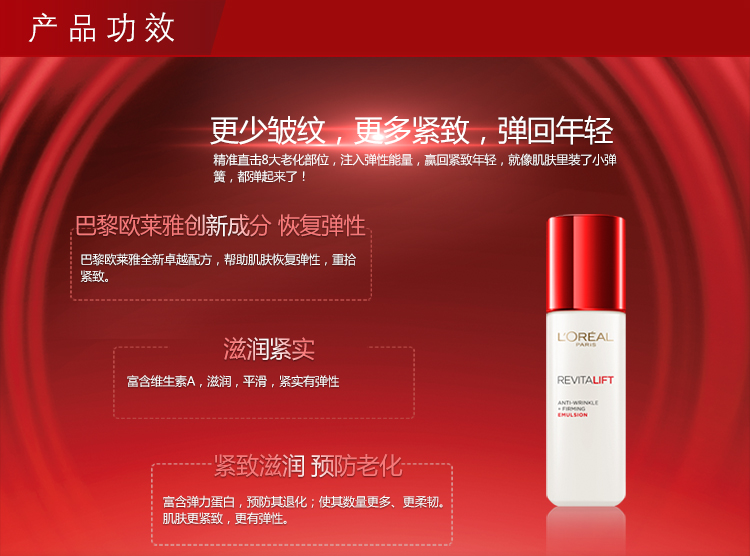 产品功效
更少皱纹，更多紧致，弹回年轻
精准直击8大老化部位，注入弹性能量，赢回紧致年轻，就像肌肤里装了小弹
簧，都弹起来了！
巴黎欧莱雅创新成分 恢复弹性
巴黎欧莱雅全新卓越配方，帮助肌肤恢复弹性，重拾
紧致。
滋润紧实
富含维生素A，滋润，平滑，紧实有弹性
紧致滋润 预防老化
富含弹力蛋白，预防其退化；使其数量更多、更柔韧。
肌肤更紧致，更有弹性。
L'ORÉAL
PARIS
REVITALIFT
ANTI-WRINKLE
+ FIRMING
EMULSION